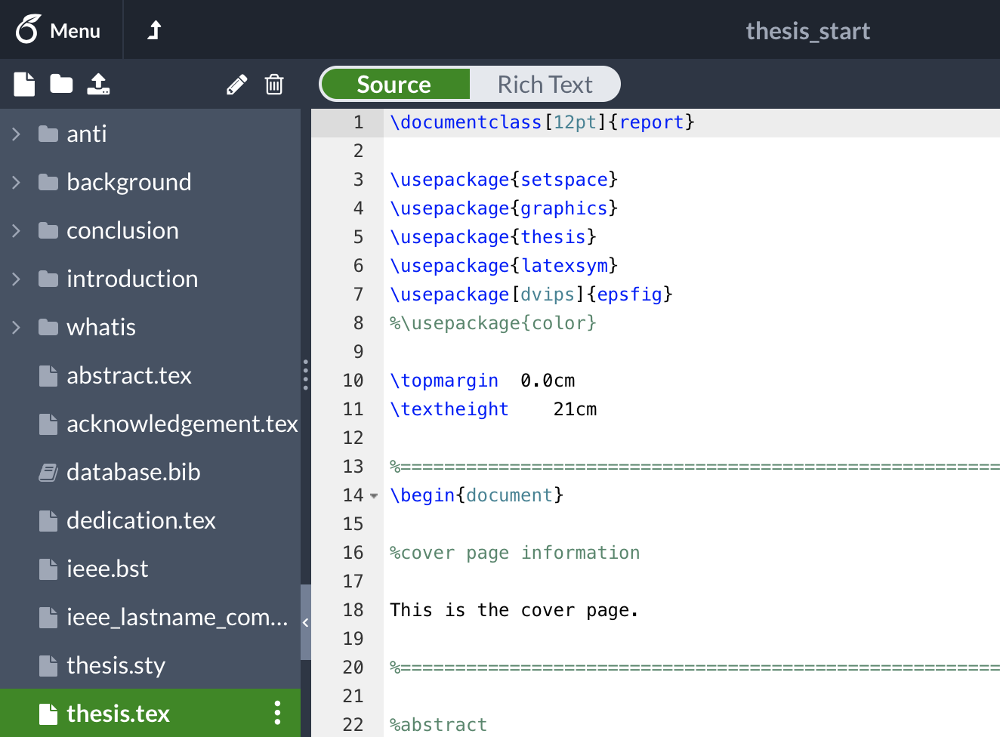 Menu
thesis_start
Source
Rich Text
anti
background
conclusion
introduction
whatis
abstract.tex
acknowledgement.tex
database.bib
dedication.tex
ieee.bst
ieee_lastname_com...
thesis.sty
thesis.tex
1 \documentclass[12pt]{report}
2
3 \usepackage{setspace}
4 \usepackage{graphics}
5 \usepackage{thesis}
6 \usepackage{latexsym}
7 \usepackage[dvips]{epsfig}
8 %\usepackage{color}
9
10 \topmargin  0.0cm
11 \textheight    21cm
12
13 %========================================================
14 \begin{document}
15
16 %cover page information
17
18 This is the cover page.
19
20 %========================================================
21
22 %abstract